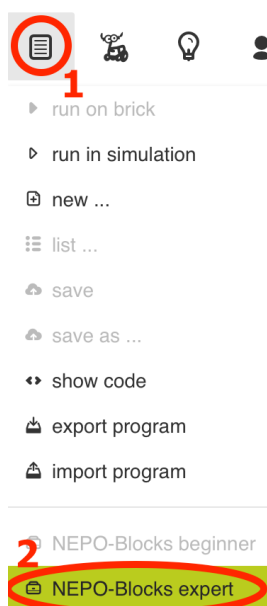 1
run on brick
run in simulation
new ...
list ...
save
save as ...
show code
export program
import program
2 NEPO-Blocks beginner
NEPO-Blocks expert